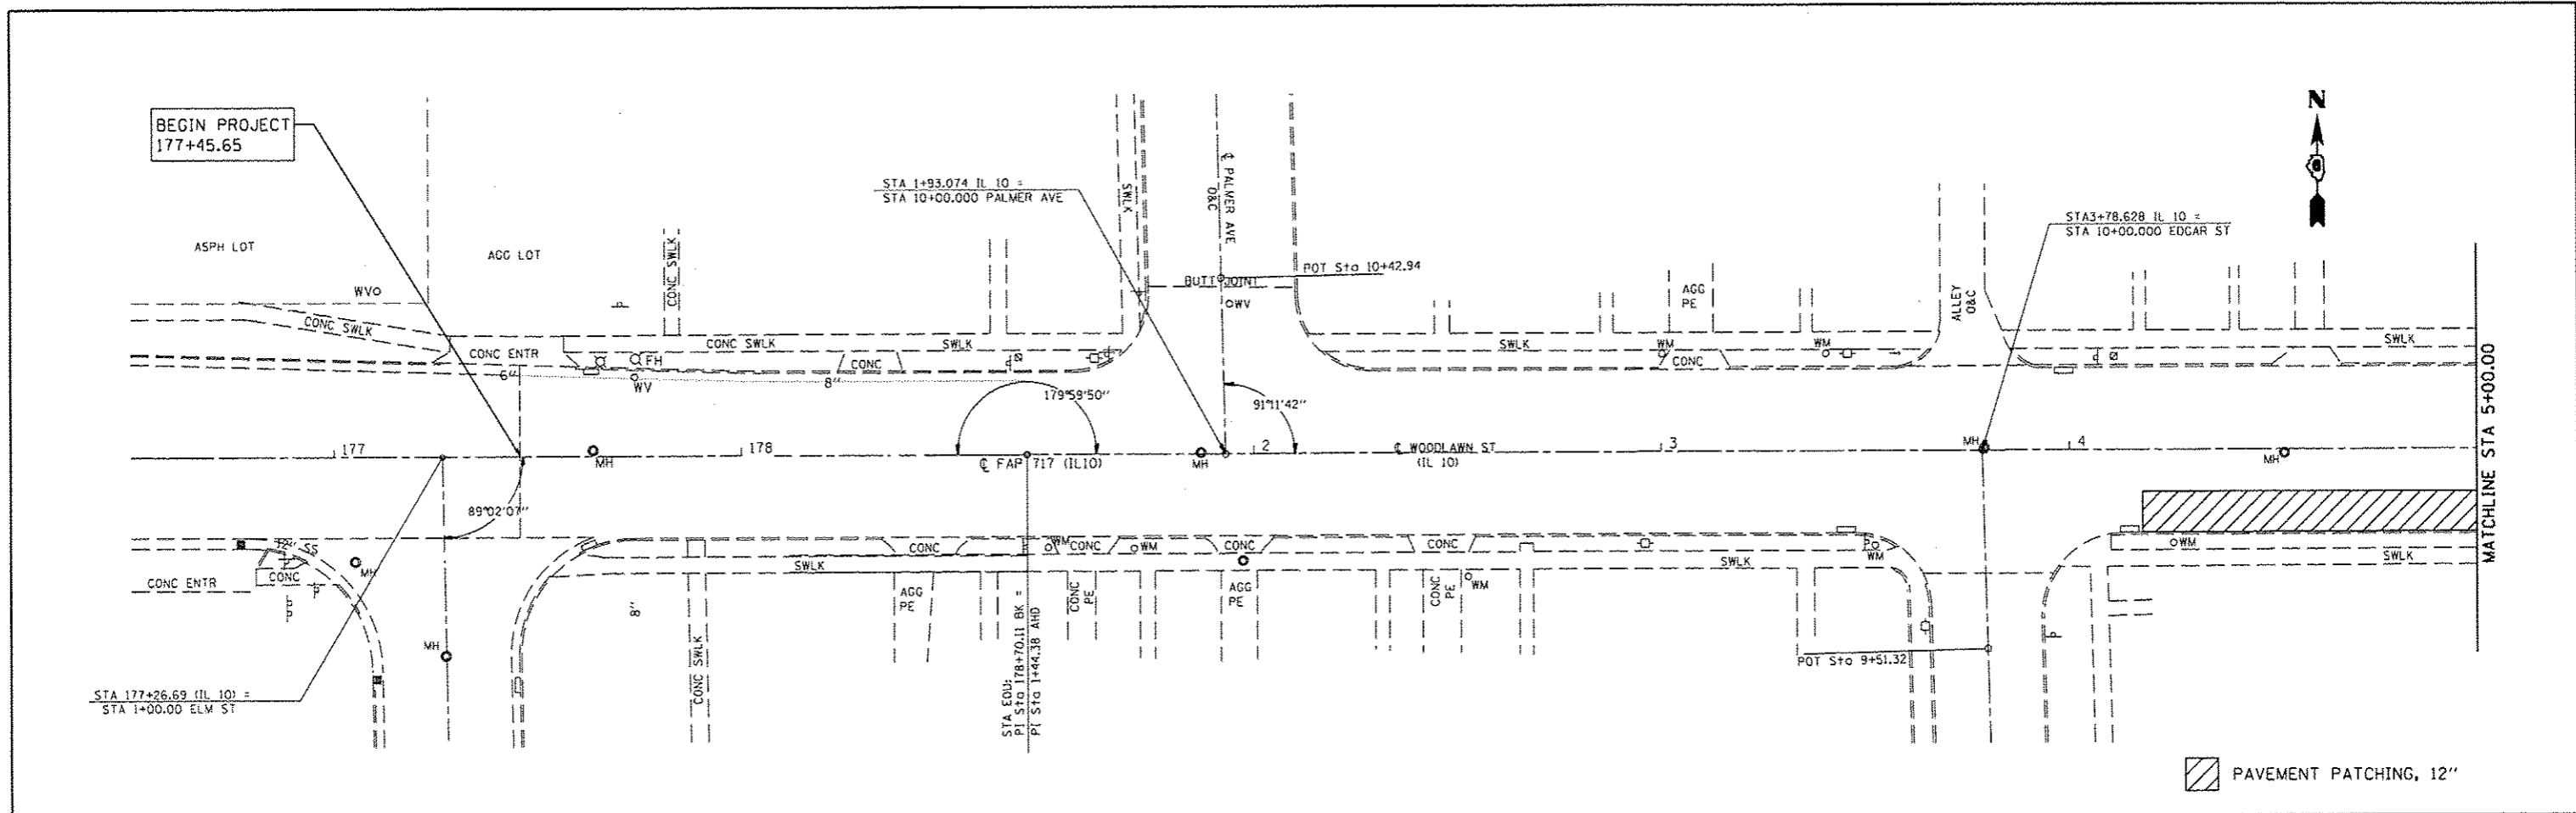 BEGIN PROJECT
177+45.65
N
STA 1+93.074 IL 10 =
STA 10+00.000 PALMER AVE
SWLK
℄ PALMER AVE
O&C
STA3+78.628 IL 10 =
STA 10+00.000 EDGAR ST
ASPH LOT
AGG LOT
CONC SWLK
POT Sta 10+42.94
BUTT JOINT
WV
WV
AGG
PE
ALLEY
O&C
CONC SWLK
CONC ENTR
FH
CONC SWLK
SWLK
CONC
SWLK
WM
CONC
WM
SWLK
6"
WV
8"
179°59'50"
91°11'42"
MATCHLINE STA 5+00.00
177
MH
178
℄ FAP 717 (IL10)
MH
2
℄ WOODLAWN ST
(IL 10)
3
MH
4
MH
89°02'07"
12" SS
CONC
MH
CONC ENTR
SWLK
CONC
WM
CONC
WM
CONC
CONC
WM
SWLK
WM
WM
SWLK
8"
AGG
PE
CONC
PE
AGG
PE
CONC
PE
MH
CONC SWLK
STA EQU:
PI Sta 178+70.11 BK =
PI Sta 1+44.38 AHD
POT Sta 9+51.32
STA 177+26.69 (IL 10) =
STA 1+00.00 ELM ST
PAVEMENT PATCHING, 12"